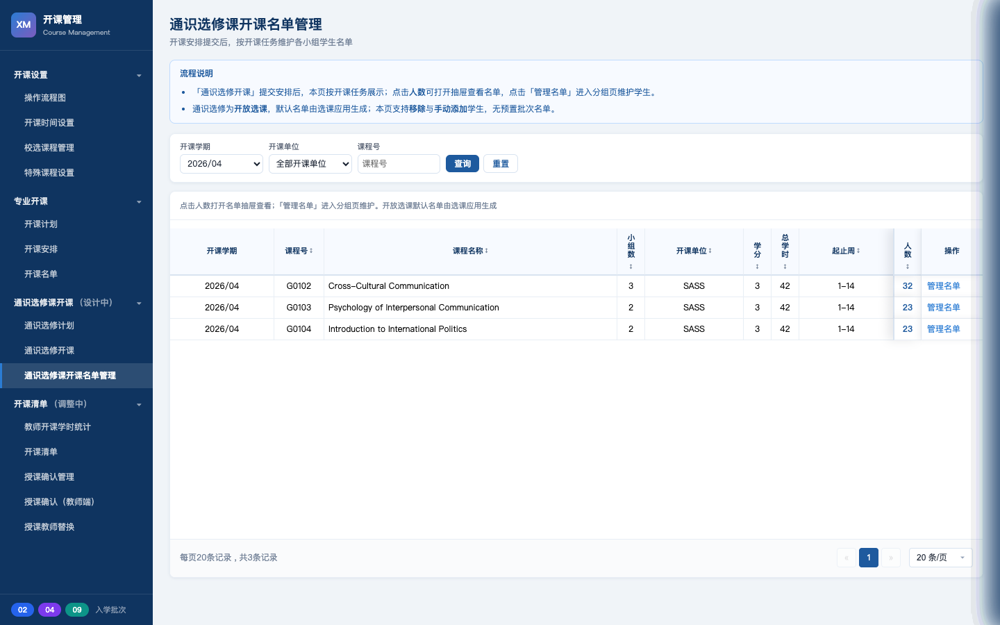 XM
开课管理
Course Management
开课设置
操作流程图
开课时间设置
校选课程管理
特殊课程设置
专业开课
开课计划
开课安排
开课名单
通识选修课开课（设计中）
通识选修计划
通识选修开课
通识选修课开课名单管理
开课清单（调整中）
教师开课学时统计
开课清单
授课确认管理
授课确认（教师端）
授课教师替换
02 04 09 入学批次
通识选修课开课名单管理
开课安排提交后，按开课任务维护各小组学生名单
流程说明
「通识选修开课」提交安排后，本页按开课任务展示；点击人数可打开抽屉查看名单，点击「管理名单」进入分组页维护学生。
通识选修为开放选课，默认名单由选课应用生成；本页支持移除与手动添加学生，无预置批次名单。
开课学期 开课单位 课程号
2026/04 全部开课单位 课程号 查询 重置
点击人数打开名单抽屉查看；「管理名单」进入分组页维护。开放选课默认名单由选课应用生成
开课学期 课程号↕ 课程名称↕ 小组数↕ 开课单位↕ 学分↕ 总学时↕ 起止周↕ 人数↕ 操作
2026/04 G0102 Cross-Cultural Communication 3 SASS 3 42 1-14 32 管理名单
2026/04 G0103 Psychology of Interpersonal Communication 2 SASS 3 42 1-14 23 管理名单
2026/04 G0104 Introduction to International Politics 2 SASS 3 42 1-14 23 管理名单
每页20条记录 , 共3条记录
« 1 » 20 条/页